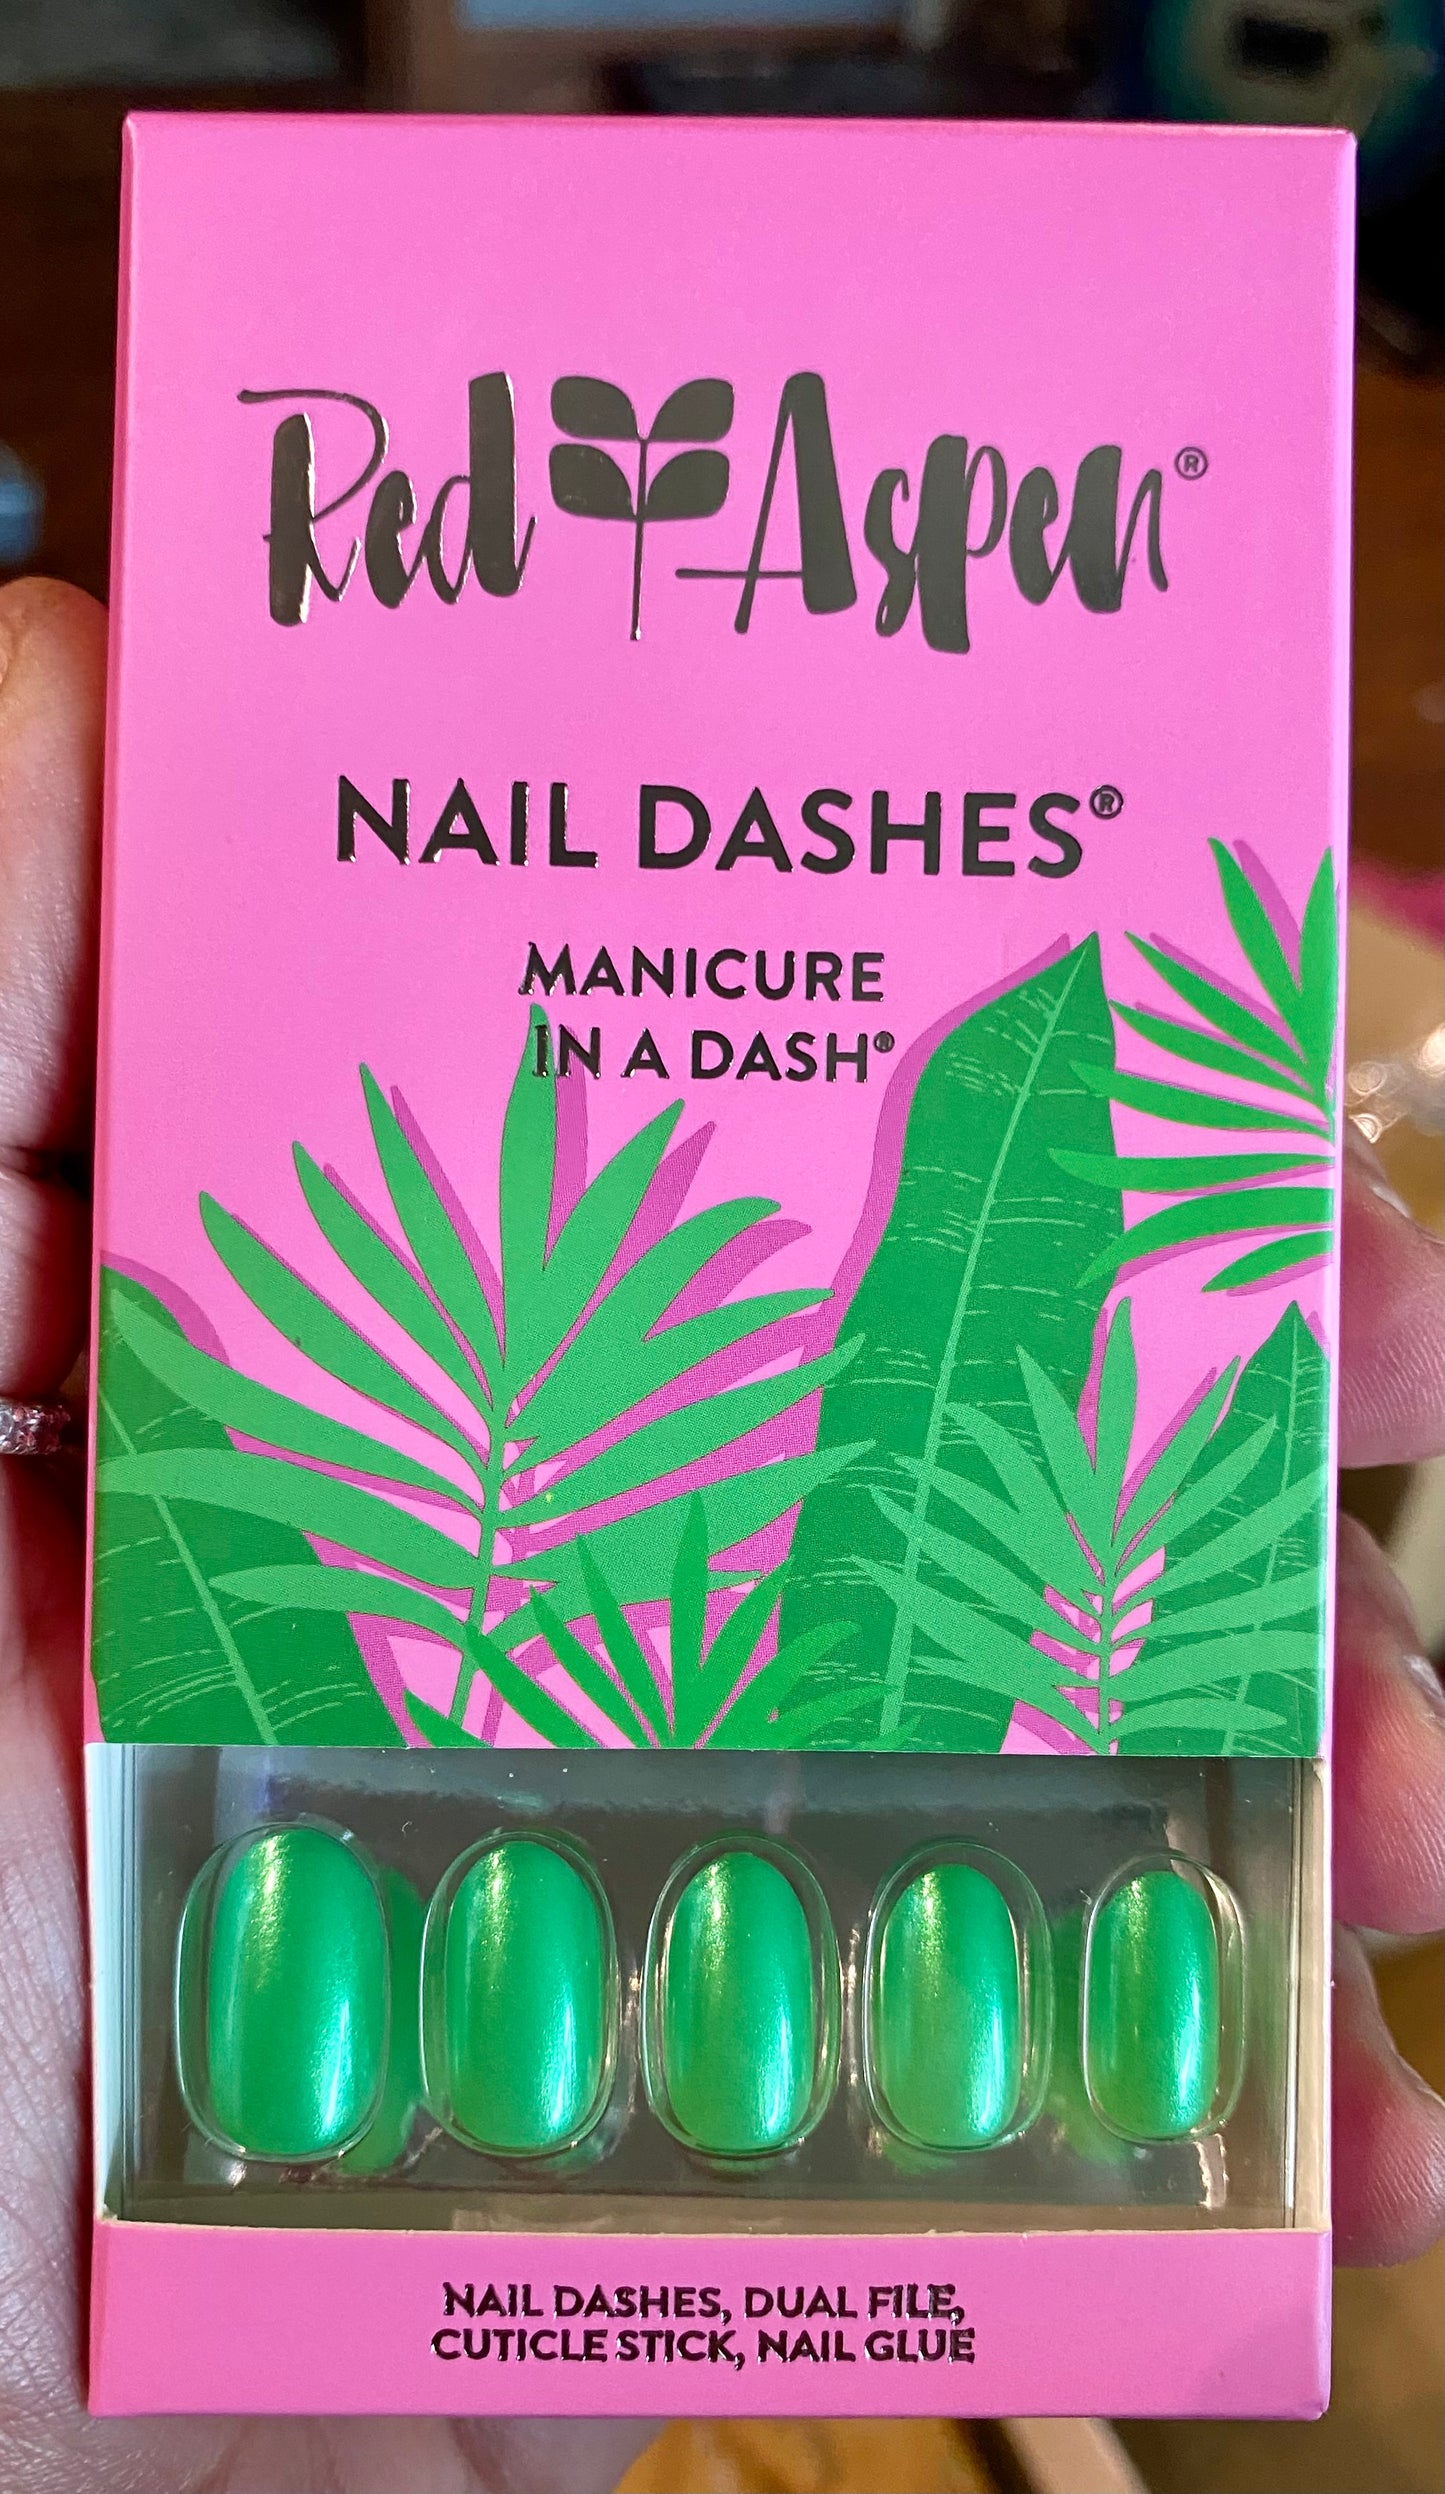 Red Aspen®
NAIL DASHES®
MANICURE
IN A DASH®
NAIL DASHES, DUAL FILE,
CUTICLE STICK, NAIL GLUE